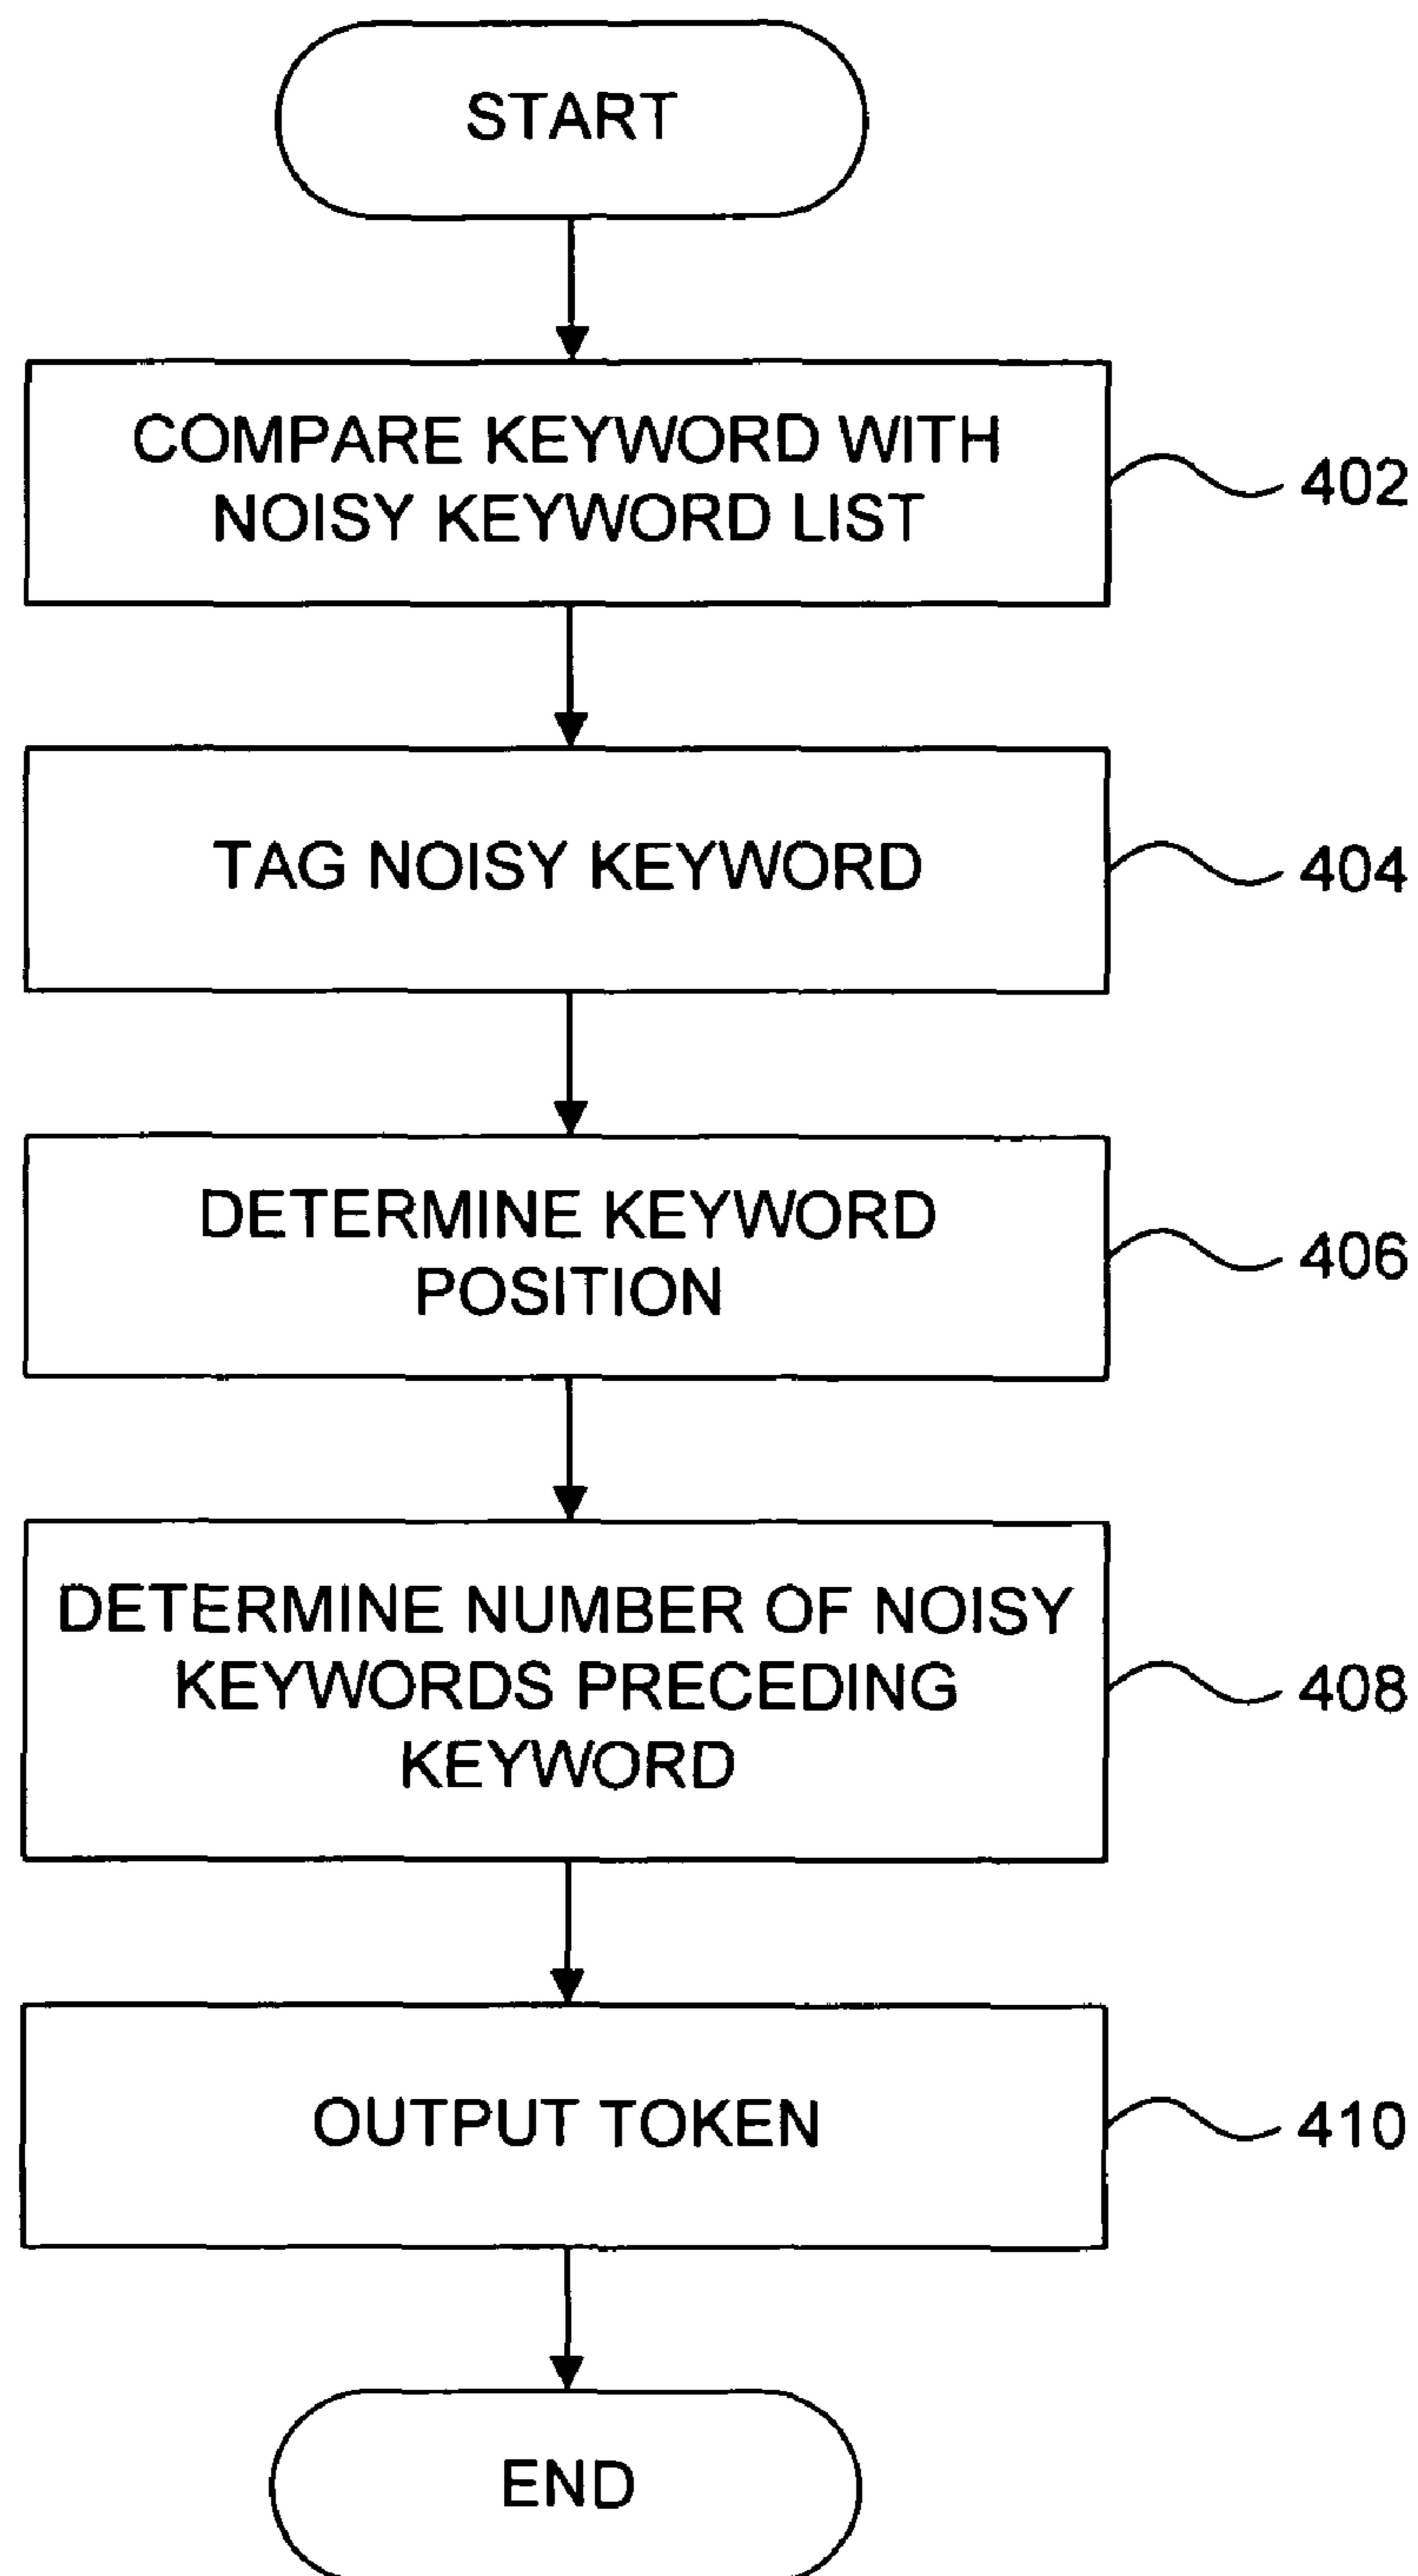 START
COMPARE KEYWORD WITH
NOISY KEYWORD LIST
402
TAG NOISY KEYWORD
404
DETERMINE KEYWORD
POSITION
406
DETERMINE NUMBER OF NOISY
KEYWORDS PRECEDING
KEYWORD
408
OUTPUT TOKEN
410
END